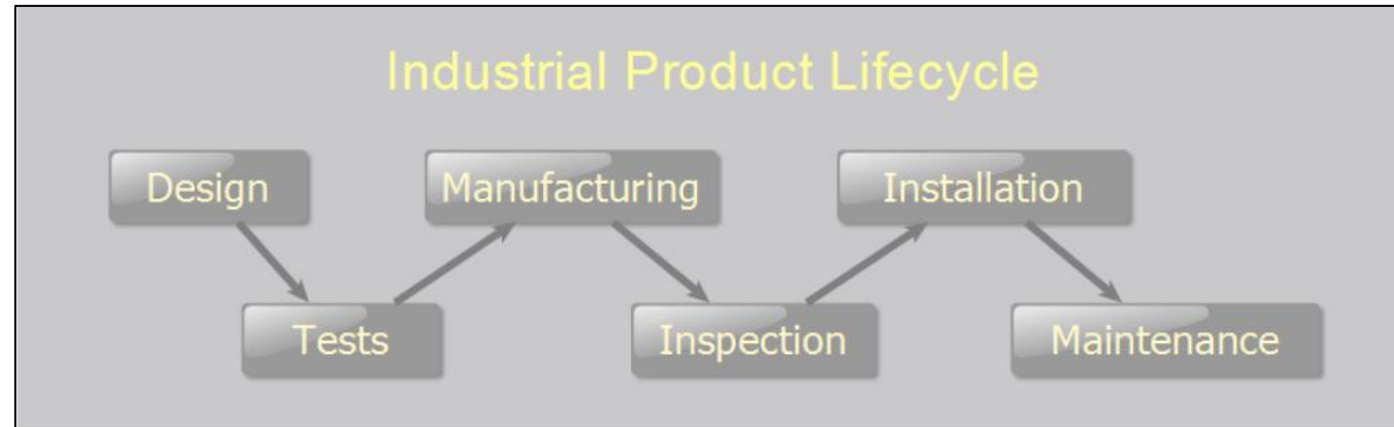 Industrial Product Lifecycle
Design
Manufacturing
Installation
Tests
Inspection
Maintenance